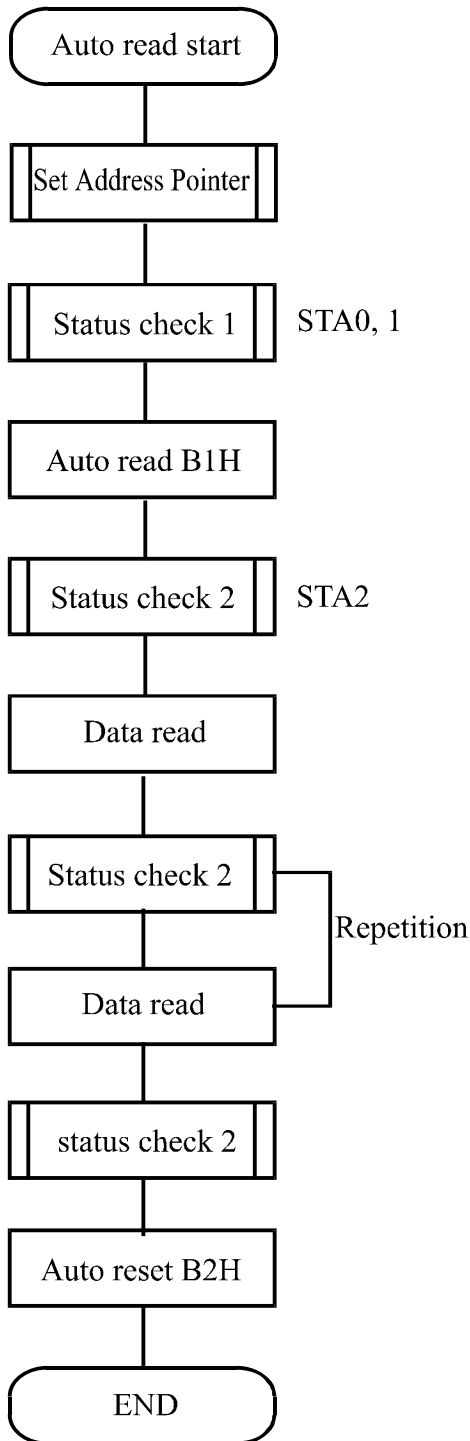 Auto read start
Set Address Pointer
Status check 1
STA0, 1
Auto read B1H
Status check 2
STA2
Data read
Status check 2
Repetition
Data read
status check 2
Auto reset B2H
END